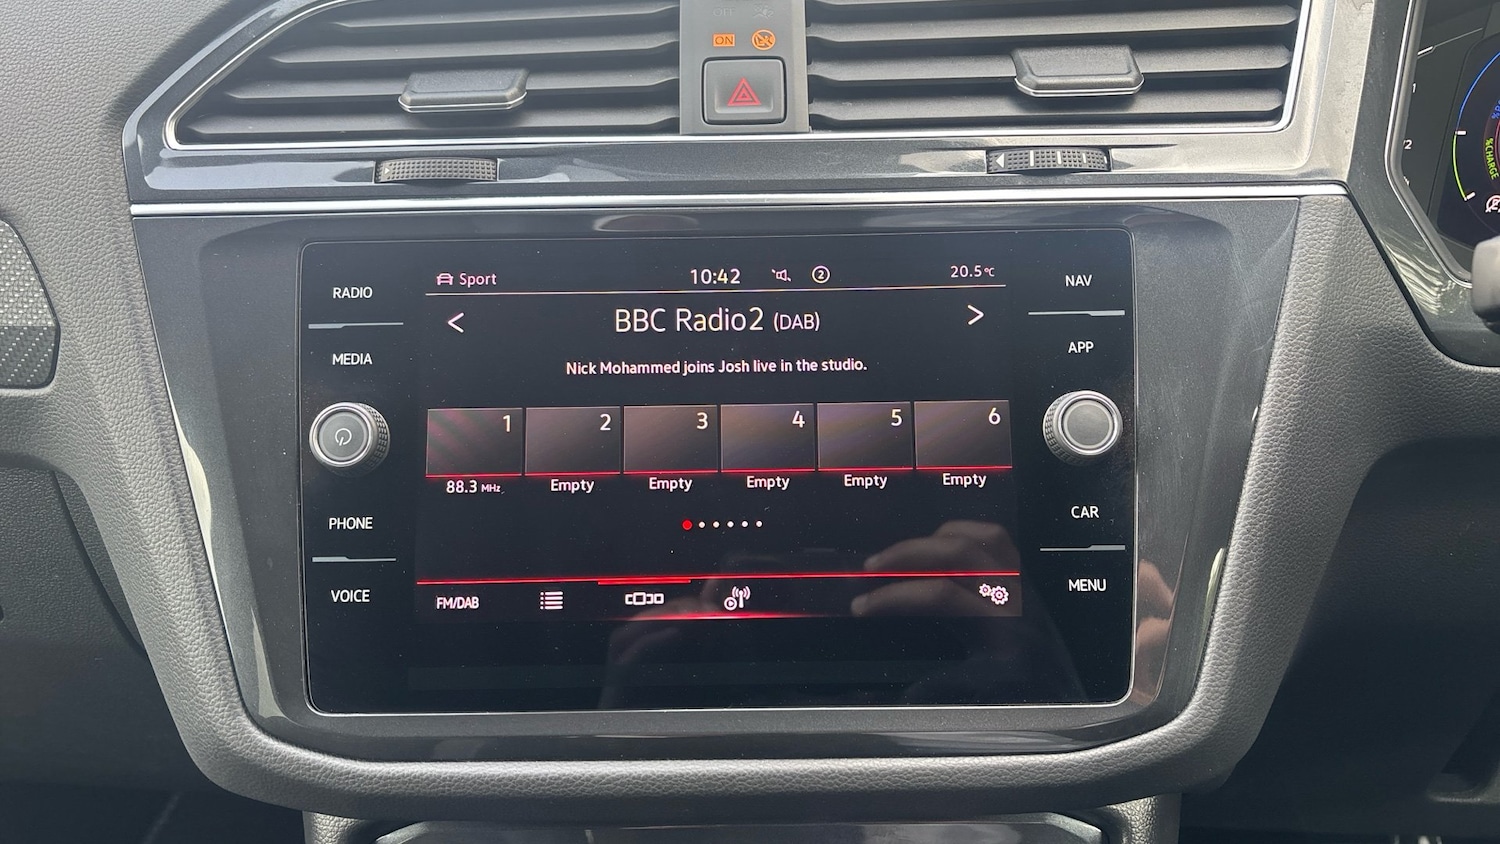 OFF
ON
RADIO
MEDIA
PHONE
VOICE
Sport 10:42 2 20.5°C
BBC Radio2 (DAB)
Nick Mohammed joins Josh live in the studio.
1 2 3 4 5 6
88.3 MHz Empty Empty Empty Empty Empty
FM/DAB
NAV
APP
CAR
MENU
%CHARGE